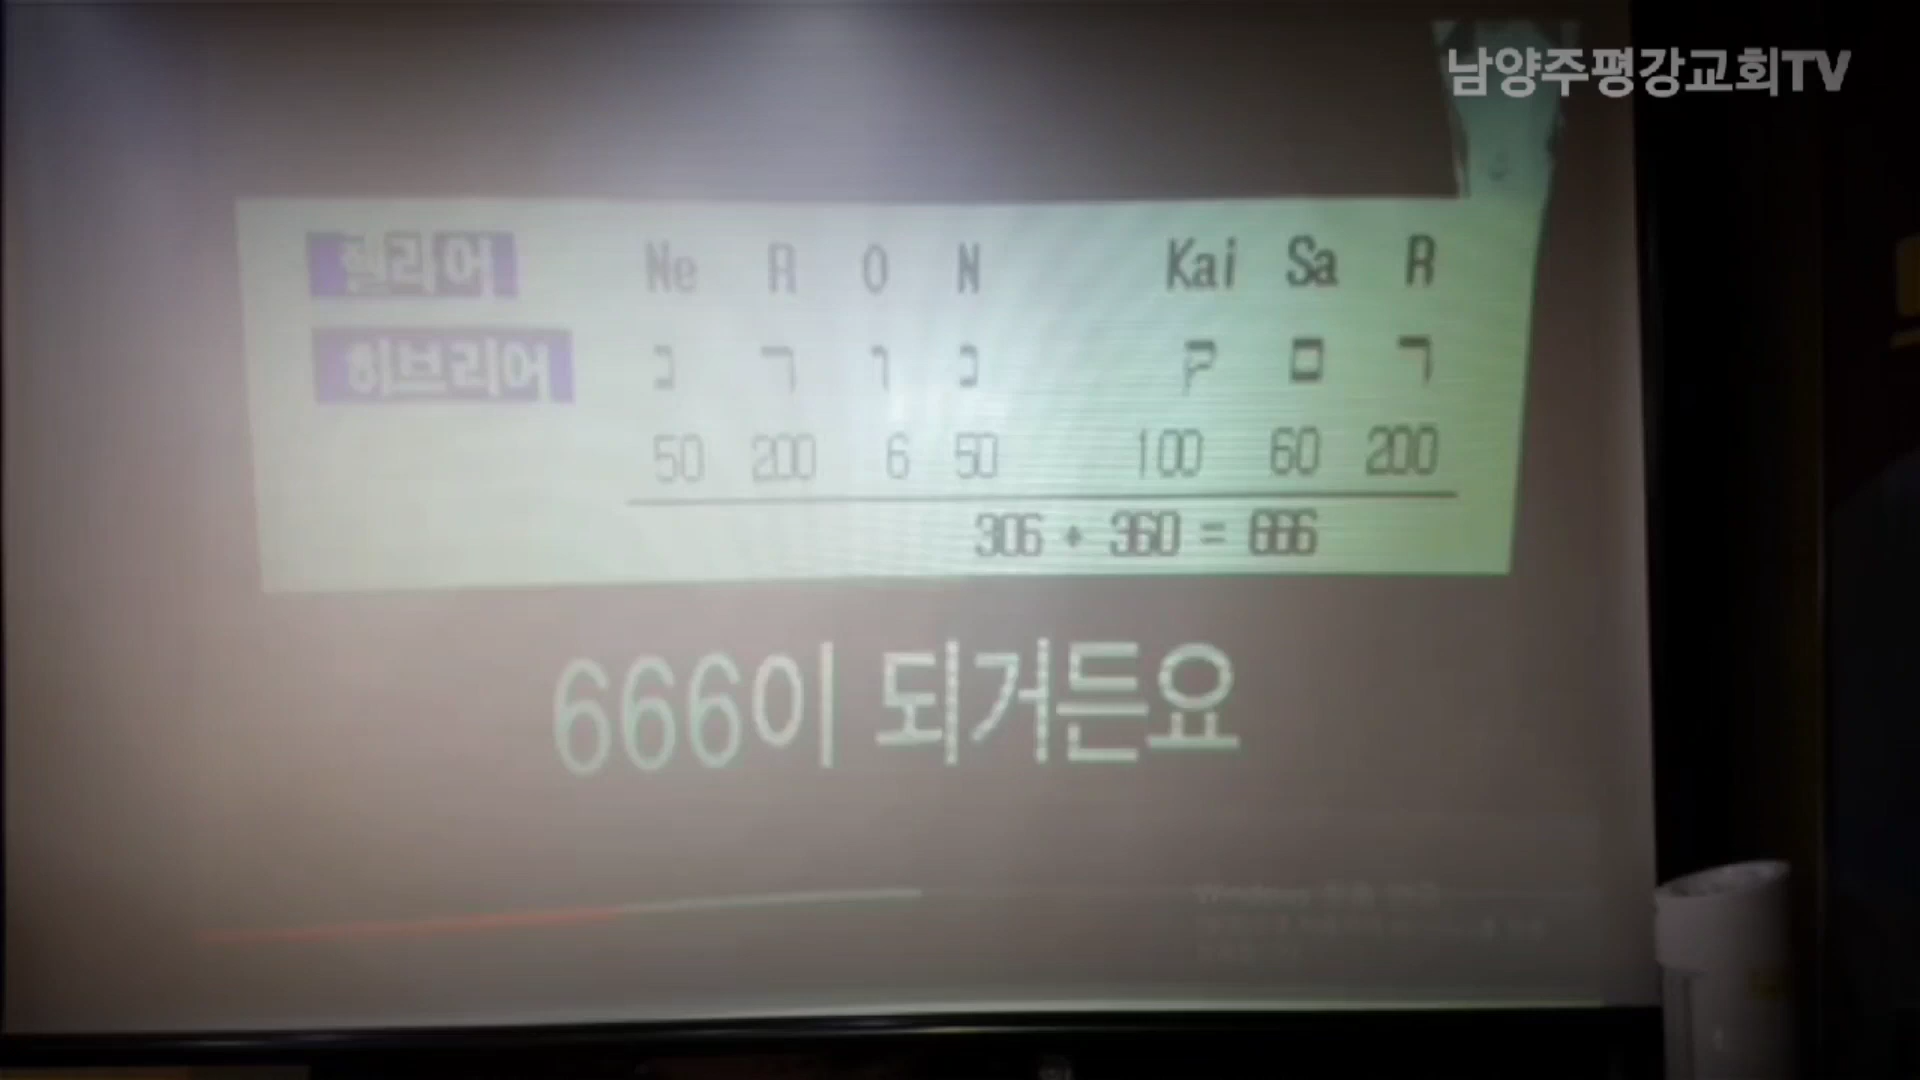 남양주평강교회TV
헬리어 Ne R O N Kai Sa R
히브리어 נ ר ו נ ק ס ר
50 200 6 50 100 60 200
306 + 360 = 666
666이 되거든요